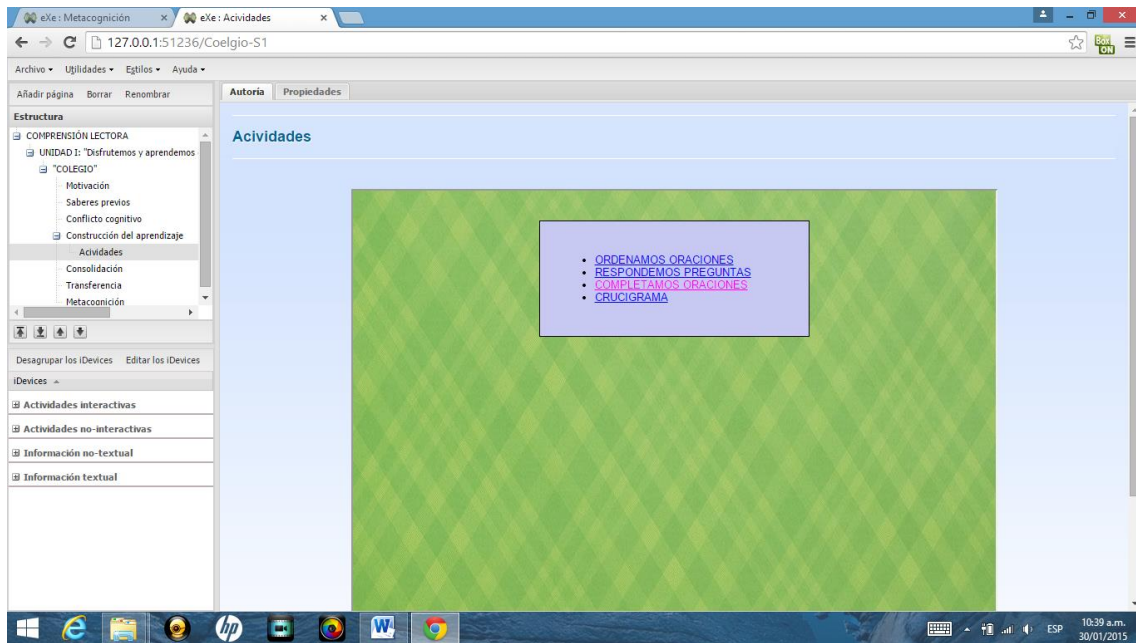 eXe : Metacognición
eXe : Acividades
127.0.0.1:51236/Coelgio-S1
Box
ON
Archivo Utilidades Estilos Ayuda
Añadir página Borrar Renombrar
Estructura
COMPRENSIÓN LECTORA
UNIDAD I: "Disfrutemos y aprendemos
"COLEGIO"
Motivación
Saberes previos
Conflicto cognitivo
Construcción del aprendizaje
Acividades
Consolidación
Transferencia
Metacognición
Desagrupar los iDevices Editar los iDevices
iDevices
Actividades interactivas
Actividades no-interactivas
Información no-textual
Información textual
Autoría Propiedades
Acividades
ORDENAMOS ORACIONES
RESPONDEMOS PREGUNTAS
COMPLETAMOS ORACIONES
CRUCIGRAMA
hp
W
ESP
10:39 a.m.
30/01/2015